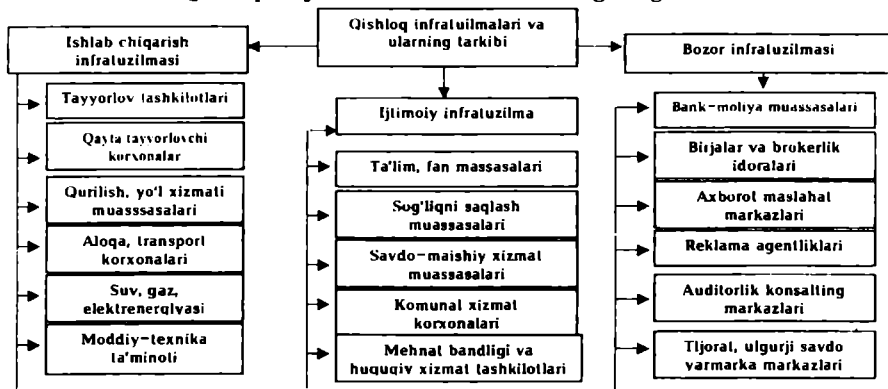 Qishloq infratuilmalari va
ularning tarkibi
Ishlab chiqarish
infratuzilmasi
Tayyorlov tashkilotlari
Qayta tayyorlovchi
korxonalar
Qurilish, yo'l xizmati
muasssasalari
Aloqa, transport
korxonalari
Suv, gaz,
elektrenergiyasi
Moddiy-texnika
ta'minoti
Ijtimoiy infratuzilma
Ta'lim, fan massasalari
Sog'liqni saqlash
muassasalari
Savdo-maishiy xizmat
muassasalari
Komunal xizmat
korxonalari
Mehnat bandligi va
huquqiv xizmat tashkilotlari
Bozor infratuzilmasi
Bank-moliya muassasalari
Birjalar va brokerlik
idoralari
Axborot maslahat
markazlari
Reklama agentliklari
Auditorlik konsalting
markazlari
Tijorat, ulgurji savdo
yarmarka markazlari